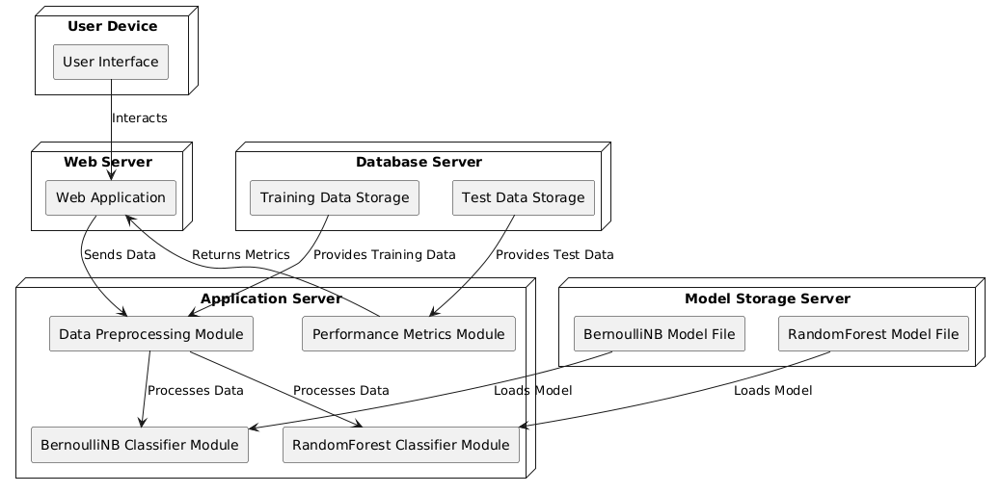 User Device
User Interface
Interacts
Web Server
Web Application
Database Server
Training Data Storage
Test Data Storage
Sends Data
Returns Metrics
Provides Training Data
Provides Test Data
Application Server
Data Preprocessing Module
Performance Metrics Module
Model Storage Server
BernoulliNB Model File
RandomForest Model File
Processes Data
Processes Data
Loads Model
Loads Model
BernoulliNB Classifier Module
RandomForest Classifier Module